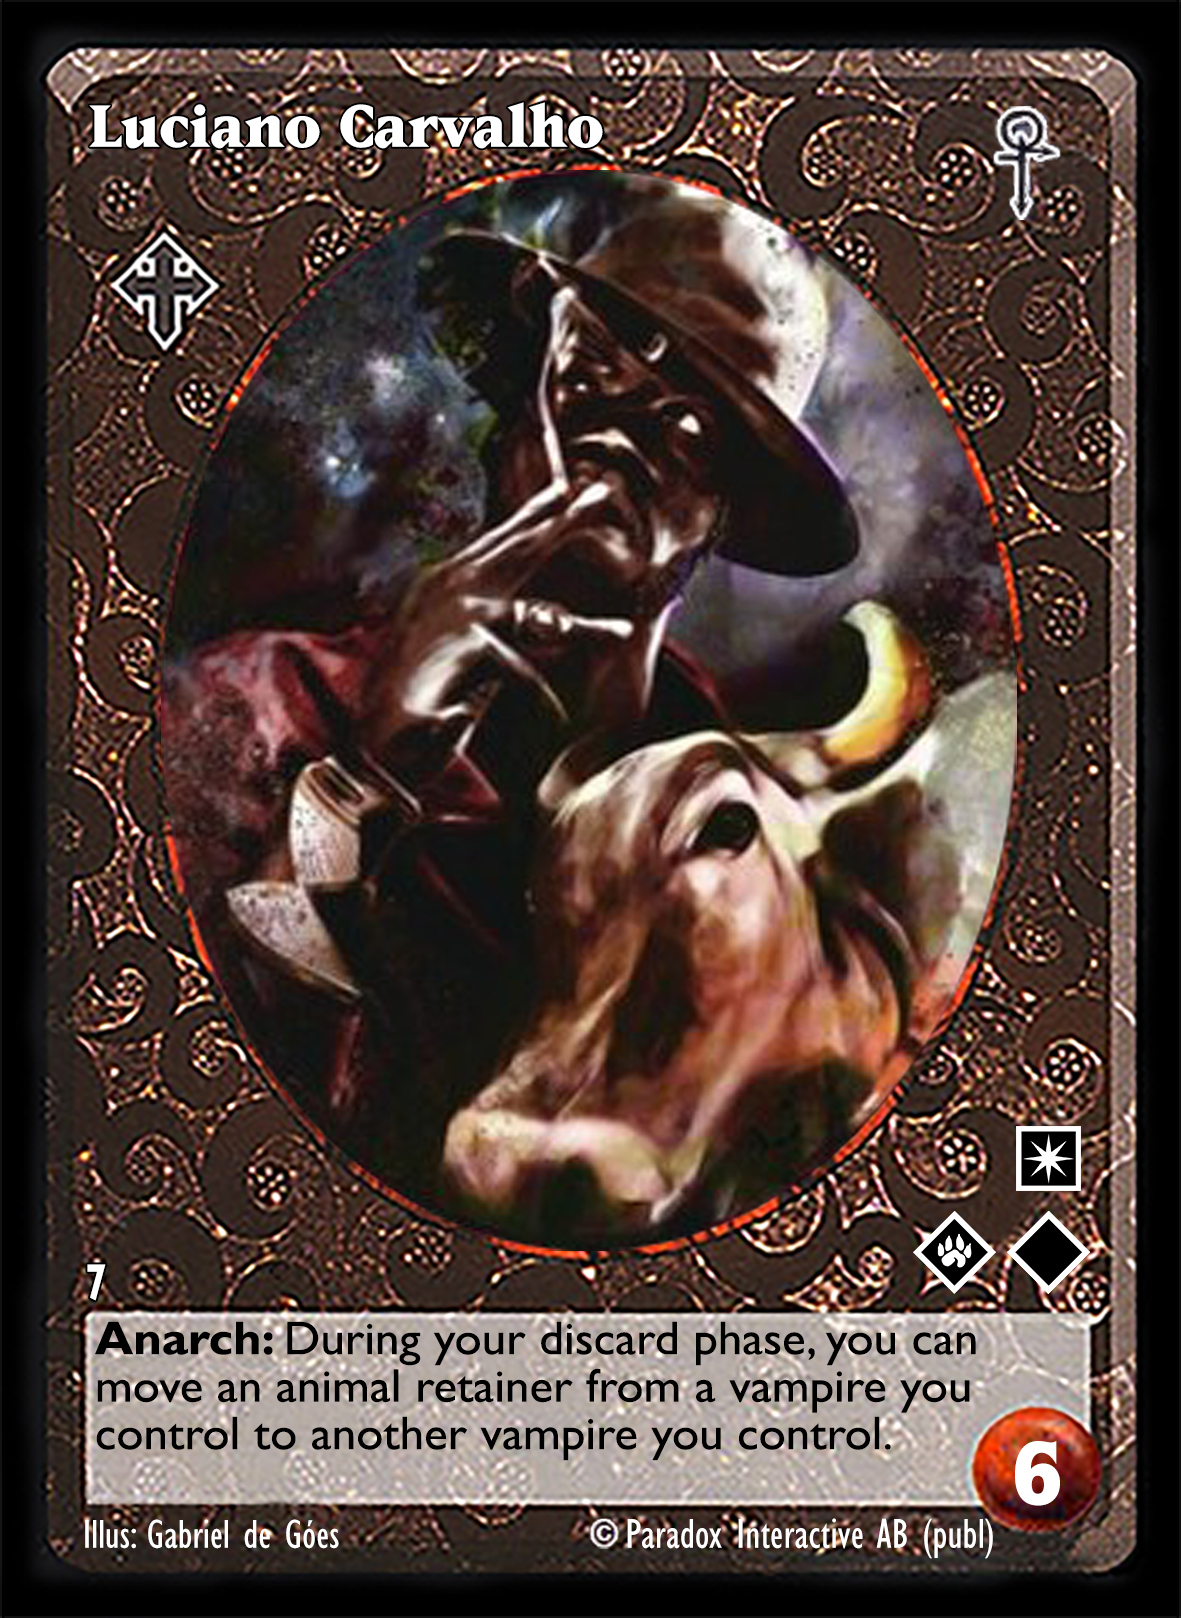 Luciano Carvalho
7
Anarch: During your discard phase, you can
move an animal retainer from a vampire you
control to another vampire you control.
6
Illus: Gabriel de Góes © Paradox Interactive AB (publ)